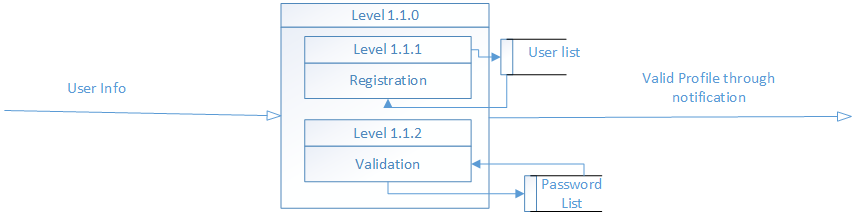 Level 1.1.0
Level 1.1.1
Registration
User list
User Info
Valid Profile through
notification
Level 1.1.2
Validation
Password
List